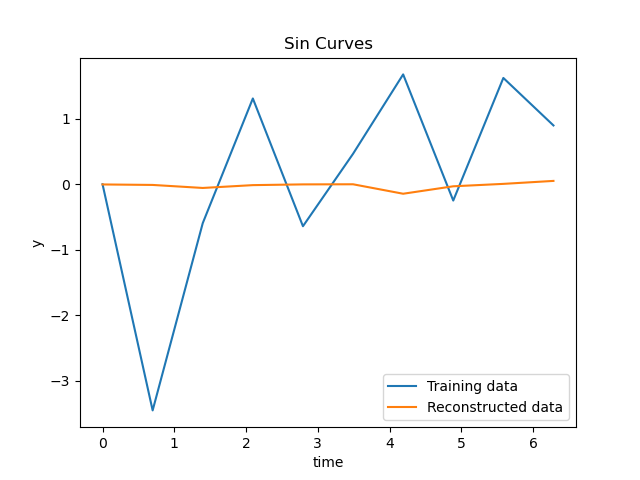 Sin Curves
1
0
−1
−2
−3
y
0 1 2 3 4 5 6
time
Training data
Reconstructed data